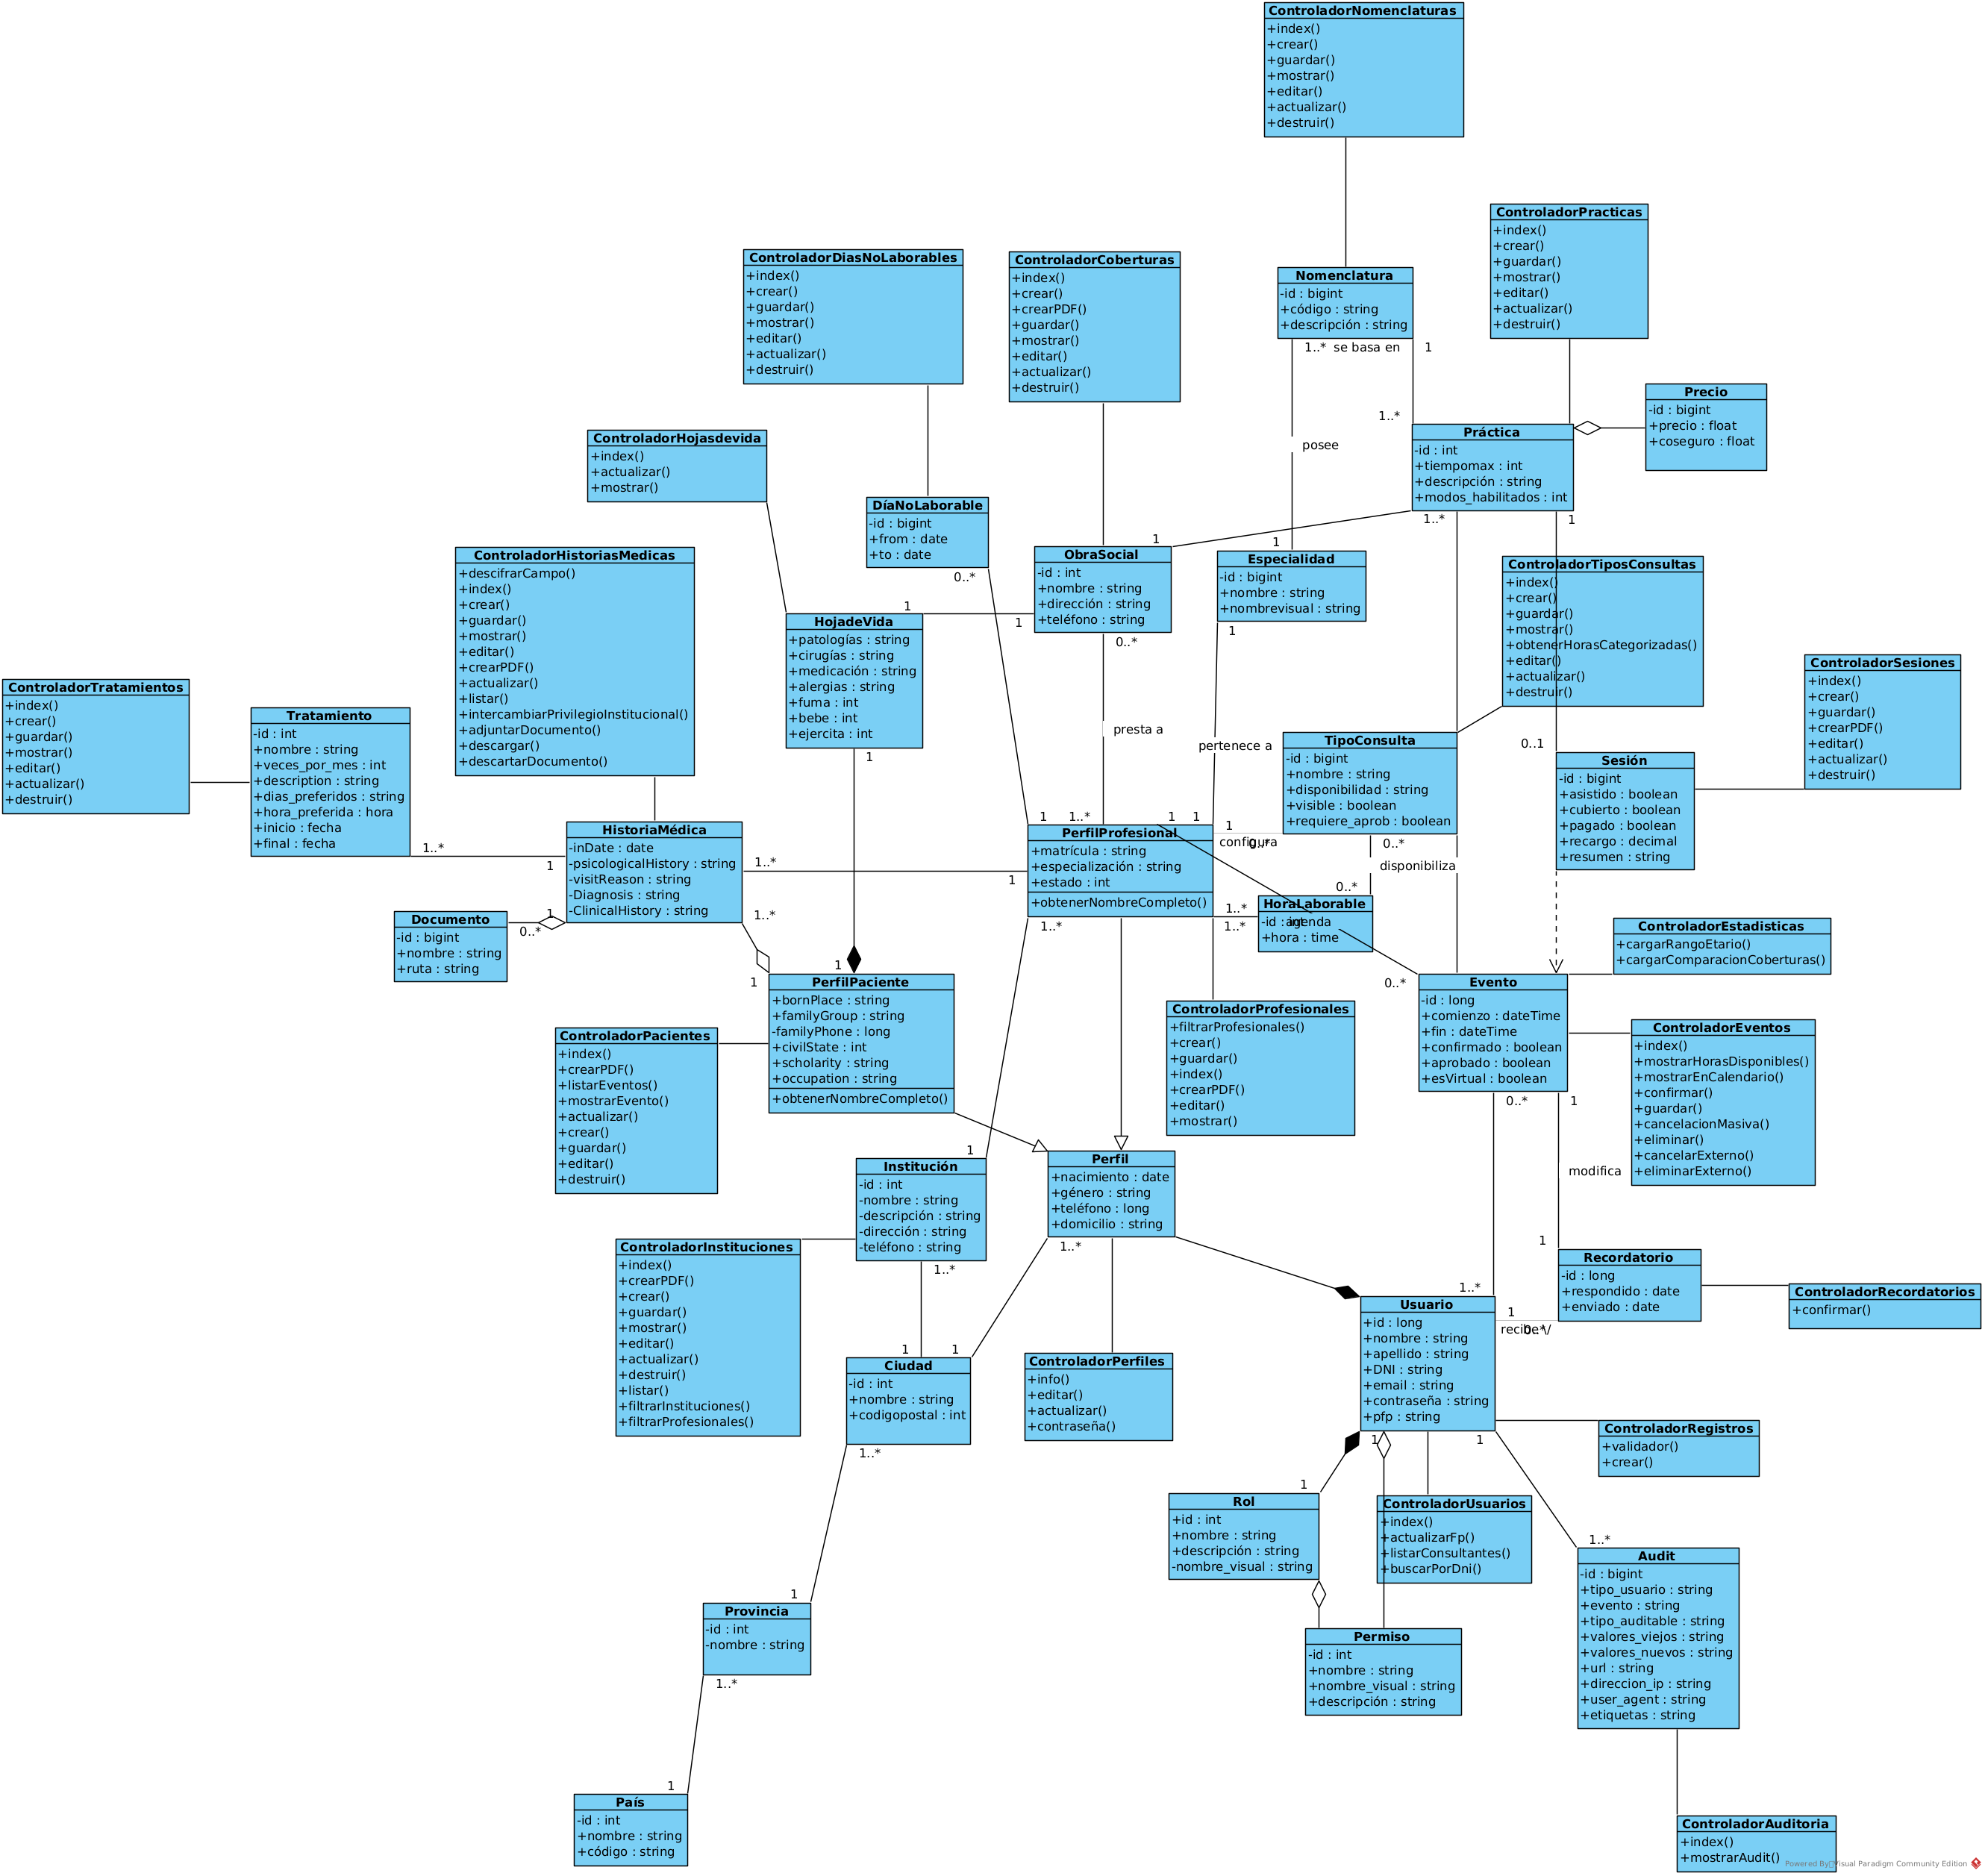 ControladorNomenclaturas
+index()
+crear()
+guardar()
+mostrar()
+editar()
+actualizar()
+destruir()
ControladorPracticas
+index()
+crear()
+guardar()
+mostrar()
+editar()
+actualizar()
+destruir()
ControladorDiasNoLaborables
+index()
+crear()
+guardar()
+mostrar()
+editar()
+actualizar()
+destruir()
ControladorCoberturas
+index()
+crear()
+crearPDF()
+guardar()
+mostrar()
+editar()
+actualizar()
+destruir()
Nomenclatura
-id : bigint
+código : string
+descripción : string
1..* se basa en 1
Precio
-id : bigint
+precio : float
+coseguro : float
1..*
Práctica
-id : int
+tiempomax : int
+descripción : string
+modos_habilitados : int
1..*
1
posee
ControladorHojasdevida
+index()
+actualizar()
+mostrar()
DíaNoLaborable
-id : bigint
+from : date
+to : date
0..*
1
ObraSocial
-id : int
+nombre : string
+dirección : string
+teléfono : string
0..*
1
Especialidad
-id : bigint
+nombre : string
+nombrevisual : string
1
ControladorTiposConsultas
+index()
+crear()
+guardar()
+mostrar()
+obtenerHorasCategorizadas()
+editar()
+actualizar()
+destruir()
ControladorHistoriasMedicas
+descifrarCampo()
+index()
+crear()
+guardar()
+mostrar()
+editar()
+crearPDF()
+actualizar()
+listar()
+intercambiarPrivilegioInstitucional()
+adjuntarDocumento()
+descargar()
+descartarDocumento()
1
1
HojadeVida
+patologías : string
+cirugías : string
+medicación : string
+alergias : string
+fuma : int
+bebe : int
+ejercita : int
1
ControladorSesiones
+index()
+crear()
+guardar()
+crearPDF()
+editar()
+actualizar()
+destruir()
ControladorTratamientos
+index()
+crear()
+guardar()
+mostrar()
+editar()
+actualizar()
+destruir()
Tratamiento
-id : int
+nombre : string
+veces_por_mes : int
+description : string
+dias_preferidos : string
+hora_preferida : hora
+inicio : fecha
+final : fecha
1..*
1
presta a
pertenece a
TipoConsulta
-id : bigint
+nombre : string
+disponibilidad : string
+visible : boolean
+requiere_aprob : boolean
0..1
Sesión
-id : bigint
+asistido : boolean
+cubierto : boolean
+pagado : boolean
+recargo : decimal
+resumen : string
HistoriaMédica
-inDate : date
-psicologicalHistory : string
-visitReason : string
-Diagnosis : string
-ClinicalHistory : string
1..*
1
1..*
1 1..* 1 1
PerfilProfesional
+matrícula : string
+especialización : string
+estado : int
+obtenerNombreCompleto()
1..*
1
configura
0..*
0..*
disponibiliza
0..*
1..*
1..*
HoraLaborable
-id : int
agenda
+hora : time
Documento
-id : bigint
+nombre : string
+ruta : string
0..*
1
ControladorEstadisticas
+cargarRangoEtario()
+cargarComparacionCoberturas()
1
1
PerfilPaciente
+bornPlace : string
+familyGroup : string
-familyPhone : long
+civilState : int
+scholarity : string
+occupation : string
+obtenerNombreCompleto()
0..*
Evento
-id : long
+comienzo : dateTime
+fin : dateTime
+confirmado : boolean
+aprobado : boolean
+esVirtual : boolean
0..*
1
ControladorProfesionales
+filtrarProfesionales()
+crear()
+guardar()
+index()
+crearPDF()
+editar()
+mostrar()
ControladorEventos
+index()
+mostrarHorasDisponibles()
+mostrarEnCalendario()
+confirmar()
+guardar()
+cancelacionMasiva()
+eliminar()
+cancelarExterno()
+eliminarExterno()
ControladorPacientes
+index()
+crearPDF()
+listarEventos()
+mostrarEvento()
+actualizar()
+crear()
+guardar()
+editar()
+destruir()
1
Institución
-id : int
-nombre : string
-descripción : string
-dirección : string
-teléfono : string
1..*
Perfil
+nacimiento : date
+género : string
+teléfono : long
+domicilio : string
1..*
modifica
1
Recordatorio
-id : long
+respondido : date
+enviado : date
ControladorRecordatorios
+confirmar()
ControladorInstituciones
+index()
+crearPDF()
+crear()
+guardar()
+mostrar()
+editar()
+actualizar()
+destruir()
+listar()
+filtrarInstituciones()
+filtrarProfesionales()
1..*
Usuario
+id : long
+nombre : string
+apellido : string
+DNI : string
+email : string
+contraseña : string
+pfp : string
1
recibe \/
0..*
1
1
1
1
Ciudad
-id : int
+nombre : string
+codigopostal : int
1..*
ControladorPerfiles
+info()
+editar()
+actualizar()
+contraseña()
ControladorRegistros
+validador()
+crear()
1
Rol
+id : int
+nombre : string
+descripción : string
-nombre_visual : string
ControladorUsuarios
+index()
+actualizarFp()
+listarConsultantes()
+buscarPorDni()
1..*
Audit
-id : bigint
+tipo_usuario : string
+evento : string
+tipo_auditable : string
+valores_viejos : string
+valores_nuevos : string
+url : string
+direccion_ip : string
+user_agent : string
+etiquetas : string
1
Provincia
-id : int
-nombre : string
1..*
Permiso
-id : int
+nombre : string
+nombre_visual : string
+descripción : string
1
País
-id : int
+nombre : string
+código : string
ControladorAuditoria
+index()
+mostrarAudit()
Powered By Visual Paradigm Community Edition